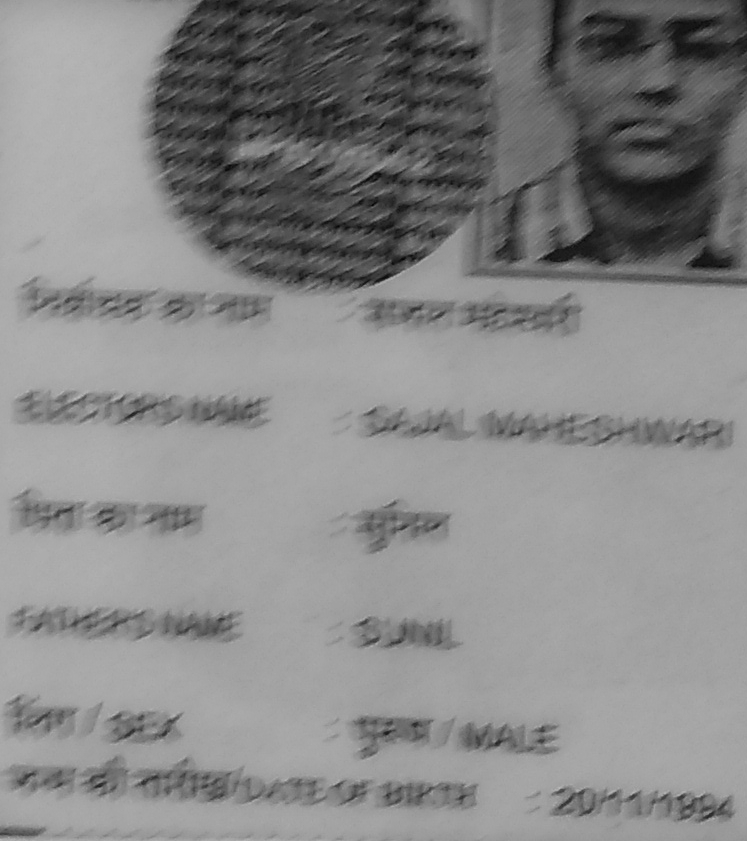 निर्वाचक का नाम : सजल महेश्वरी
ELECTOR'S NAME : SAJAL MAHESHWARI
पिता का नाम : सुनिल
FATHER'S NAME : SUNIL
लिंग / SEX : पुरुष / MALE
जन्म की तारीख/DATE OF BIRTH : 20/11/1994